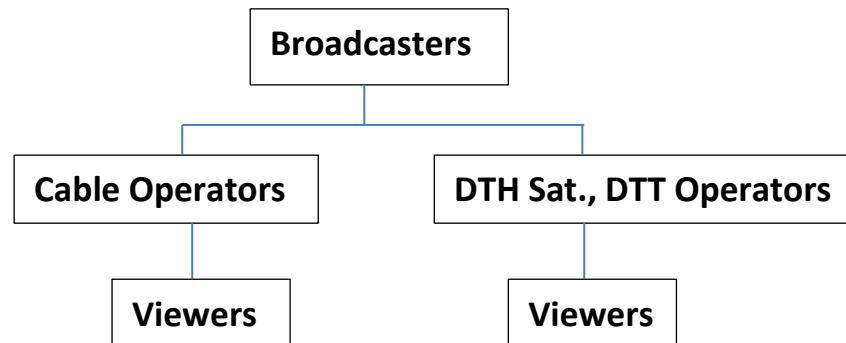 Broadcasters
Cable Operators
DTH Sat., DTT Operators
Viewers
Viewers